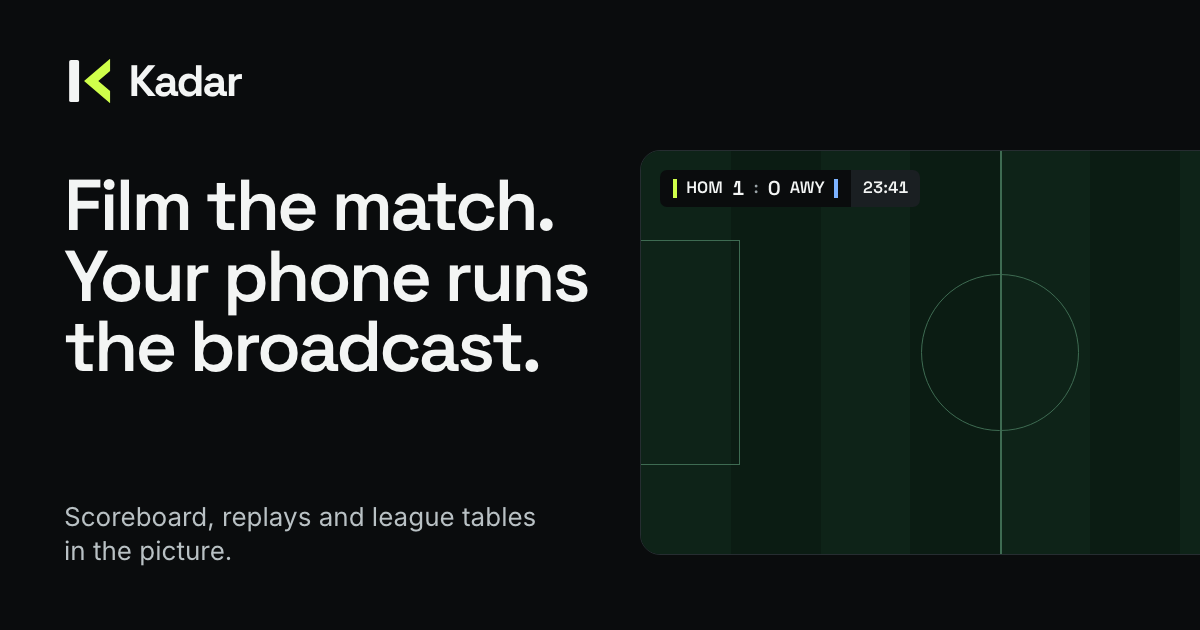 Kadar
Film the match.
Your phone runs
the broadcast.
HOM 1 : 0 AWY 23:41
Scoreboard, replays and league tables
in the picture.